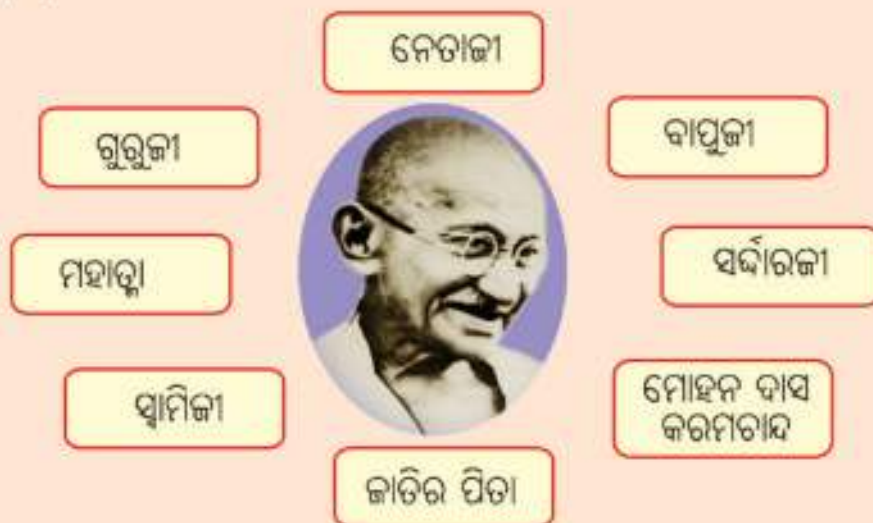 ନେତାଜୀ
ଗୁରୁଜୀ
ବାପୁଜୀ
ମହାତ୍ମା
ସର୍ଦ୍ଦାରଜୀ
ସ୍ୱାମିଜୀ
ମୋହନ ଦାସ
କରମଚାନ୍ଦ
ଜାତିର ପିତା